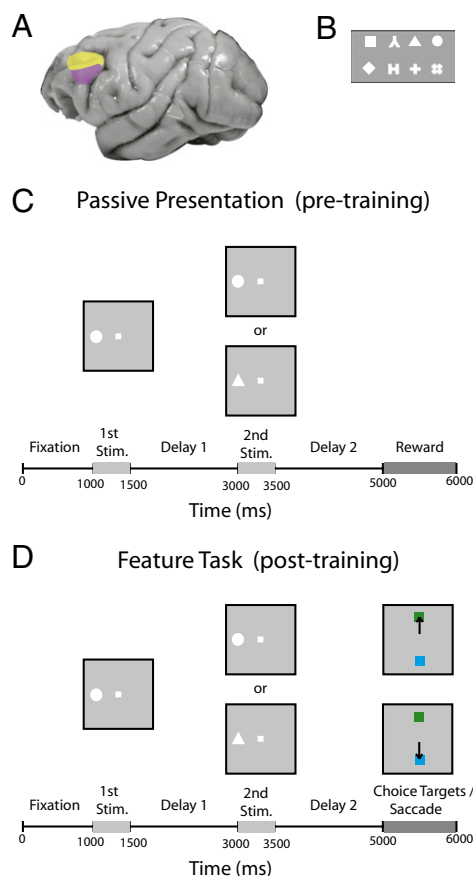 A
B
C
Passive Presentation (pre-training)
or
Fixation
1st
Stim.
Delay 1
2nd
Stim.
Delay 2
Reward
0
1000
1500
3000
3500
5000
6000
Time (ms)
D
Feature Task (post-training)
or
Fixation
1st
Stim.
Delay 1
2nd
Stim.
Delay 2
Choice Targets /
Saccade
0
1000
1500
3000
3500
5000
6000
Time (ms)